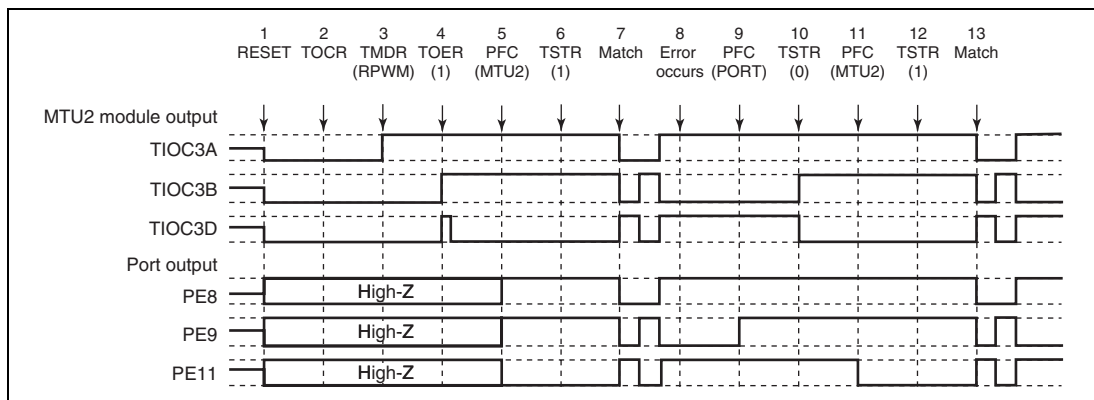 1 2 3 4 5 6 7 8 9 10 11 12 13
RESET TOCR TMDR TOER PFC TSTR Match Error PFC TSTR PFC TSTR Match
(RPWM) (1) (MTU2) (1) occurs (PORT) (0) (MTU2) (1)
MTU2 module output
TIOC3A
TIOC3B
TIOC3D
Port output
PE8 High-Z
PE9 High-Z
PE11 High-Z